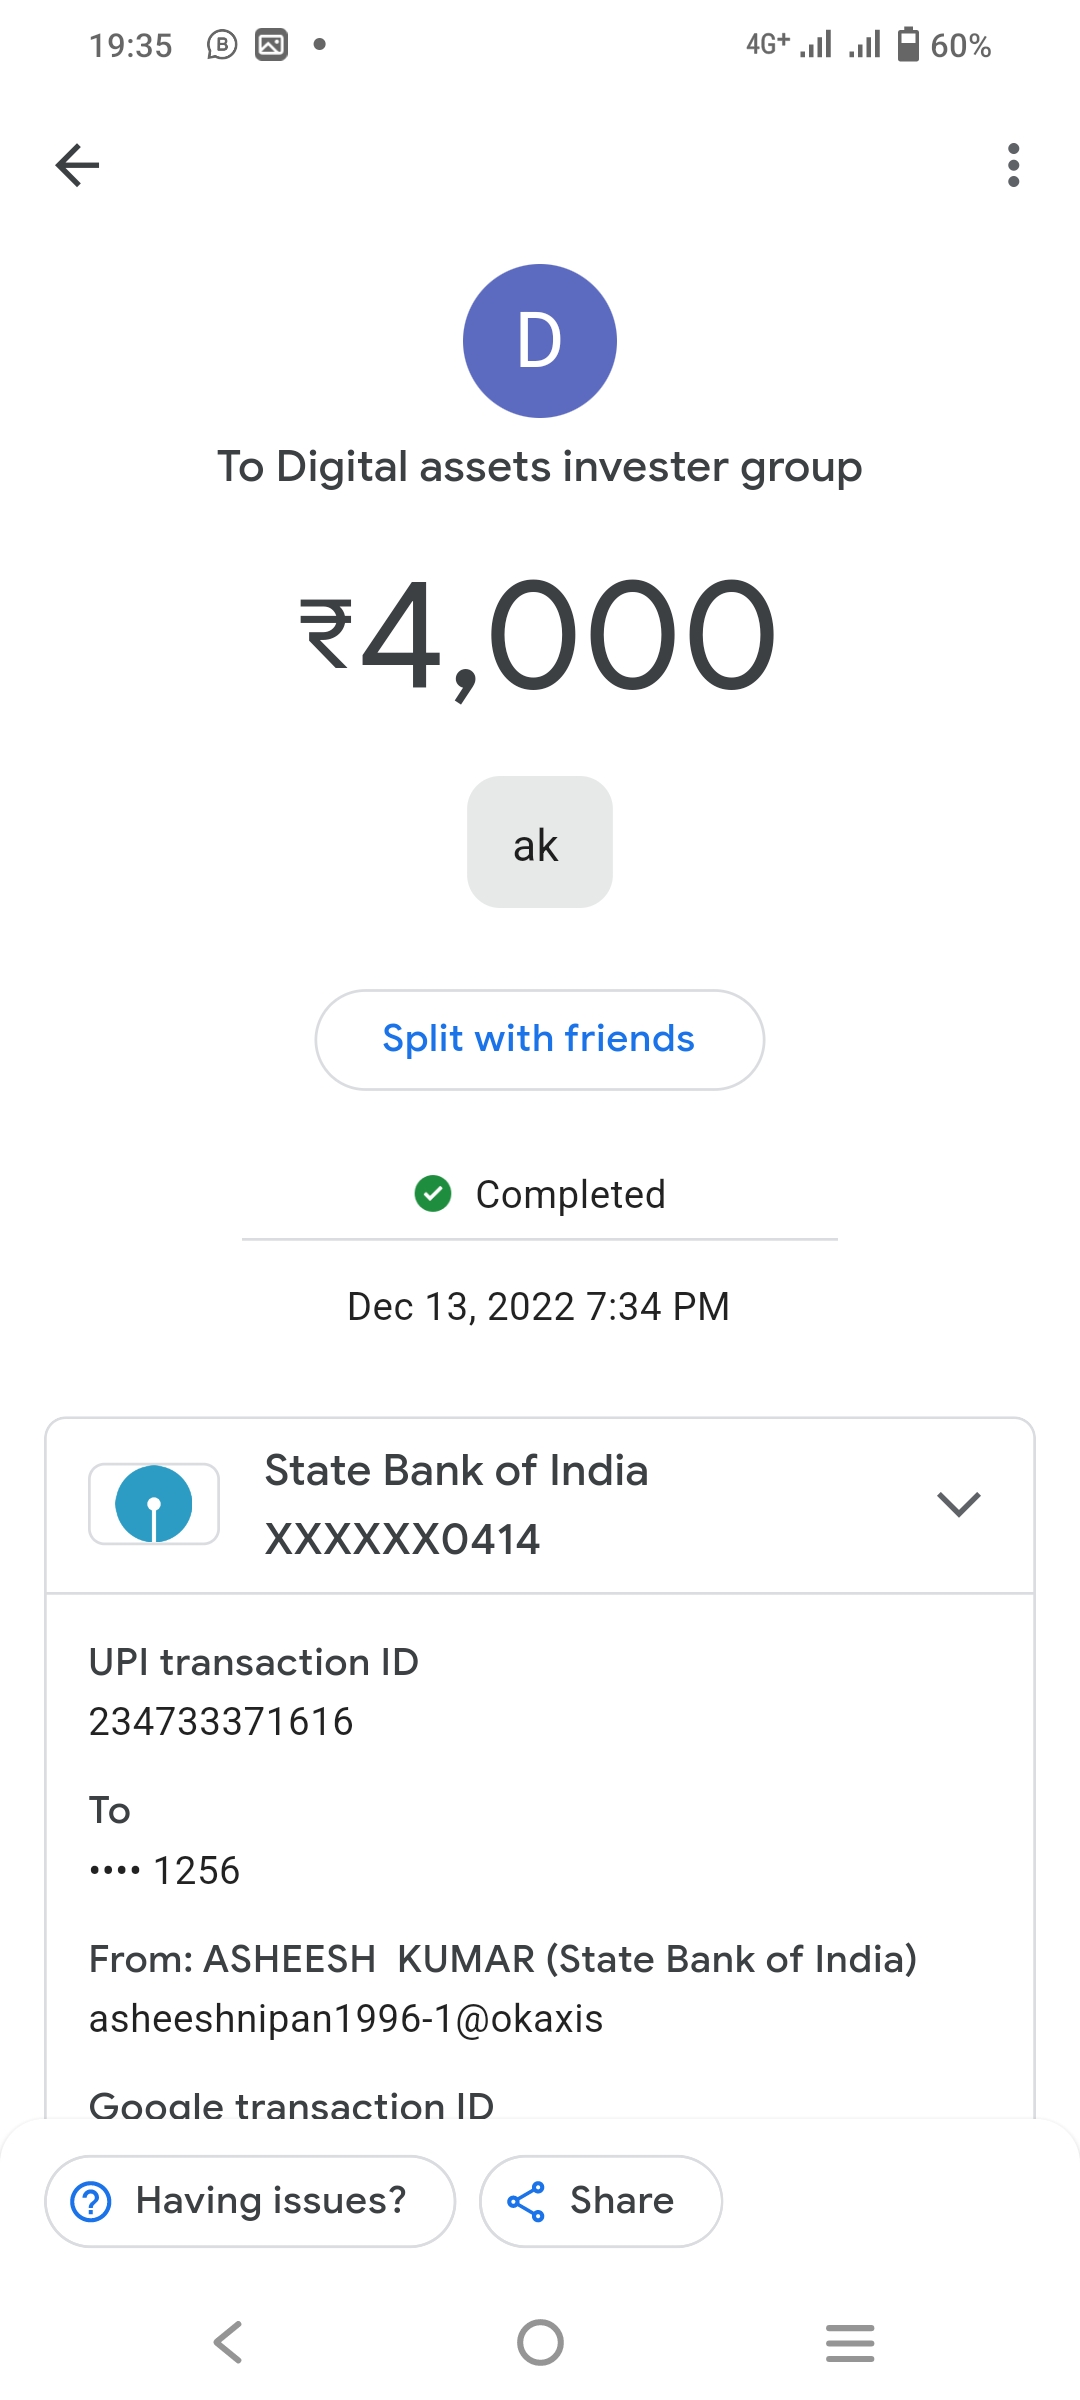 19:35 4G+ 60%
D
To Digital assets invester group
₹4,000
ak
Split with friends
Completed
Dec 13, 2022 7:34 PM
State Bank of India
XXXXXX0414
UPI transaction ID
234733371616
To
•••• 1256
From: ASHEESH  KUMAR (State Bank of India)
asheeshnipan1996-1@okaxis
Google transaction ID
Having issues? Share